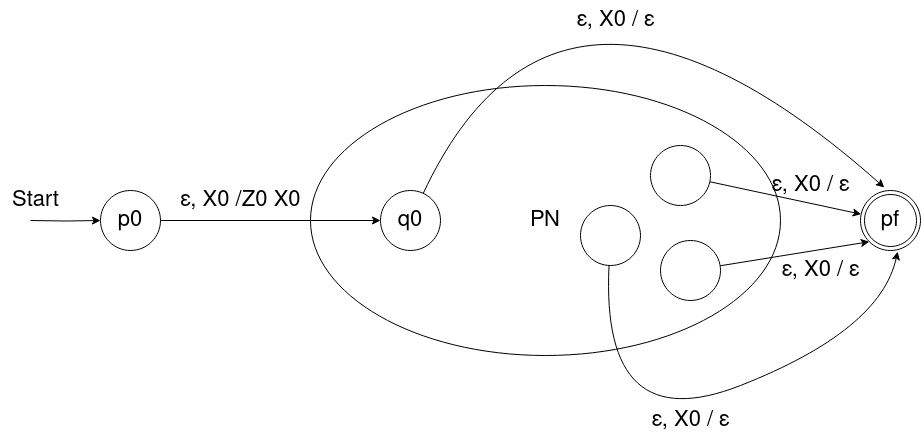 ε, X0 / ε
Start
p0
ε, X0 /Z0 X0
q0
PN
ε, X0 / ε
pf
ε, X0 / ε
ε, X0 / ε